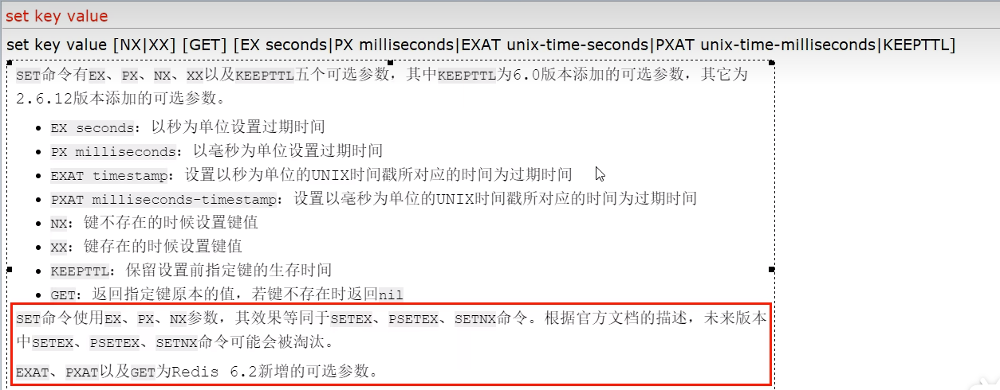 set key value
set key value [NX|XX] [GET] [EX seconds|PX milliseconds|EXAT unix-time-seconds|PXAT unix-time-milliseconds|KEEPTTL]
SET命令有EX、PX、NX、XX以及KEEPTTL五个可选参数，其中KEEPTTL为6.0版本添加的可选参数，其它为
2.6.12版本添加的可选参数。
• EX seconds：以秒为单位设置过期时间
• PX milliseconds：以毫秒为单位设置过期时间
• EXAT timestamp：设置以秒为单位的UNIX时间戳所对应的时间为过期时间
• PXAT milliseconds-timestamp：设置以毫秒为单位的UNIX时间戳所对应的时间为过期时间
• NX：键不存在的时候设置键值
• XX：键存在的时候设置键值
• KEEPTTL：保留设置前指定键的生存时间
• GET：返回指定键原本的值，若键不存在时返回nil
SET命令使用EX、PX、NX参数，其效果等同于SETEX、PSETEX、SETNX命令。根据官方文档的描述，未来版本
中SETEX、PSETEX、SETNX命令可能会被淘汰。
EXAT、PXAT以及GET为Redis 6.2新增的可选参数。